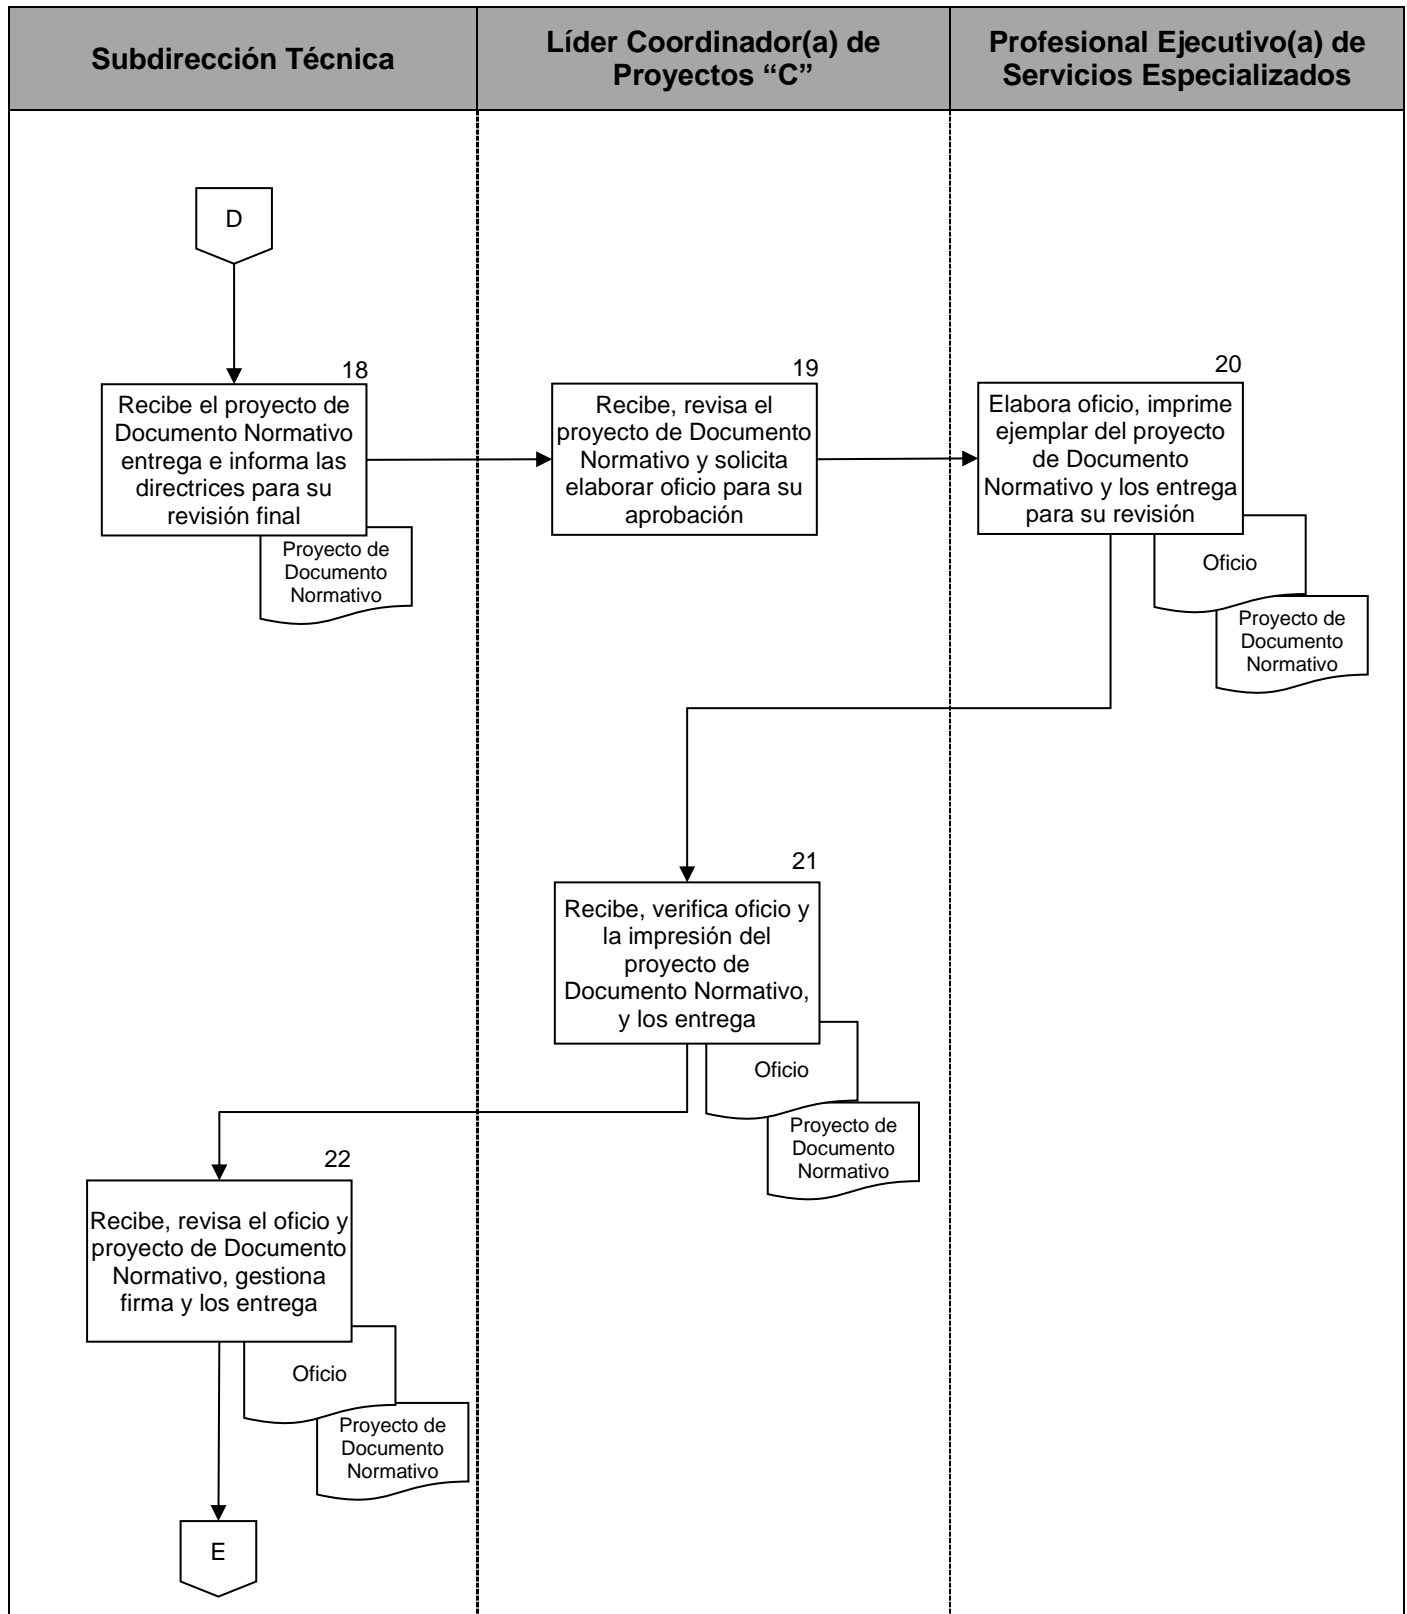 Subdirección Técnica
Líder Coordinador(a) de
Proyectos “C”
Profesional Ejecutivo(a) de
Servicios Especializados
D
18
Recibe el proyecto de
Documento Normativo
entrega e informa las
directrices para su
revisión final
Proyecto de
Documento
Normativo
19
Recibe, revisa el
proyecto de Documento
Normativo y solicita
elaborar oficio para su
aprobación
20
Elabora oficio, imprime
ejemplar del proyecto
de Documento
Normativo y los entrega
para su revisión
Oficio
Proyecto de
Documento
Normativo
21
Recibe, verifica oficio y
la impresión del
proyecto de
Documento Normativo,
y los entrega
Oficio
Proyecto de
Documento
Normativo
22
Recibe, revisa el oficio y
proyecto de Documento
Normativo, gestiona
firma y los entrega
Oficio
Proyecto de
Documento
Normativo
E